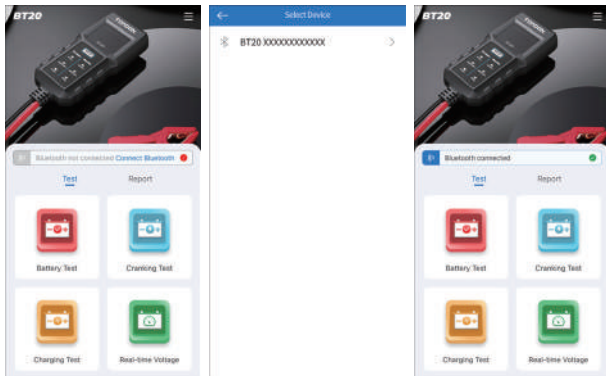 BT20
Bluetooth not connected Connect Bluetooth
Test Report
Battery Test Cranking Test
Charging Test Real-time Voltage
Select Device
BT20 XXXXXXXXXXXX
BT20
Bluetooth connected
Test Report
Battery Test Cranking Test
Charging Test Real-time Voltage